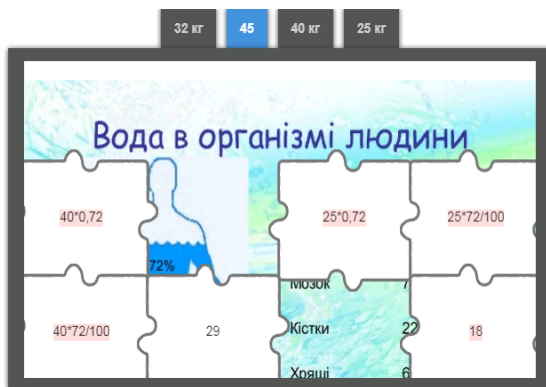 32 кг 45 40 кг 25 кг
Вода в організмі людини
40*0,72 25*0,72 25*72/100
72%
Мозок 7
40*72/100 29 Кістки 22 18
Хрящі 6